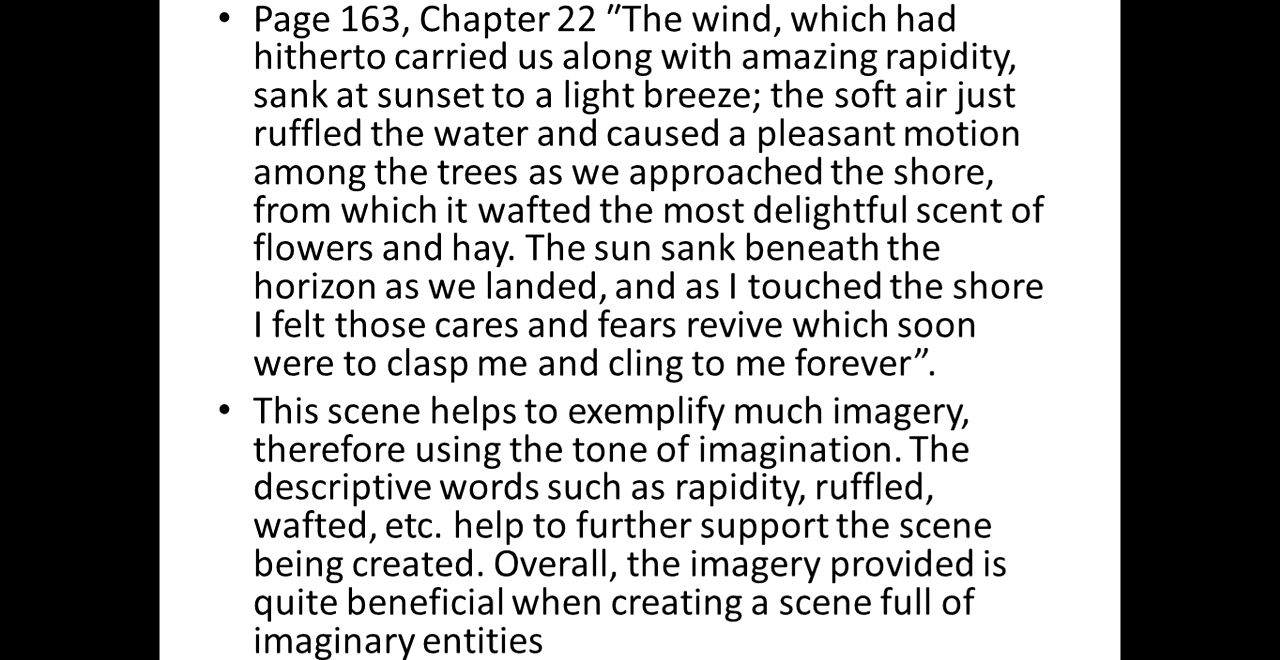 • Page 163, Chapter 22 ”The wind, which had
hitherto carried us along with amazing rapidity,
sank at sunset to a light breeze; the soft air just
ruffled the water and caused a pleasant motion
among the trees as we approached the shore,
from which it wafted the most delightful scent of
flowers and hay. The sun sank beneath the
horizon as we landed, and as I touched the shore
I felt those cares and fears revive which soon
were to clasp me and cling to me forever”.
• This scene helps to exemplify much imagery,
therefore using the tone of imagination. The
descriptive words such as rapidity, ruffled,
wafted, etc. help to further support the scene
being created. Overall, the imagery provided is
quite beneficial when creating a scene full of
imaginary entities